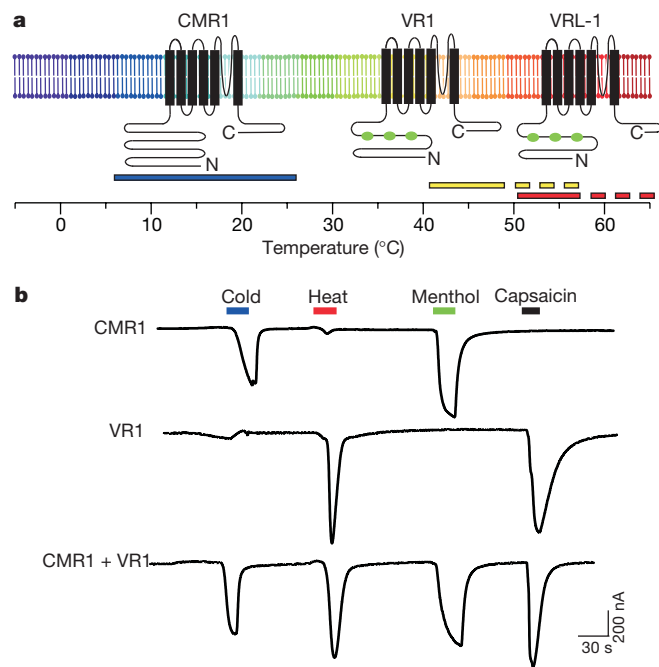 a
CMR1 VR1 VRL-1
C C C
N N N
0 10 20 30 40 50 60
Temperature (°C)
b
Cold Heat Menthol Capsaicin
CMR1
VR1
CMR1 + VR1
200 nA
30 s